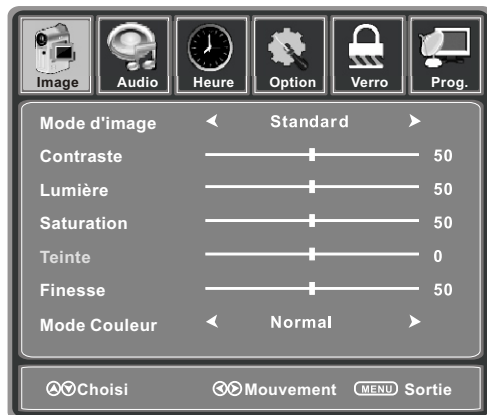 Image Audio Heure Option Verro Prog.
Mode d'image Standard
Contraste 50
Lumière 50
Saturation 50
Teinte 0
Finesse 50
Mode Couleur Normal
Choisi Mouvement MENU Sortie